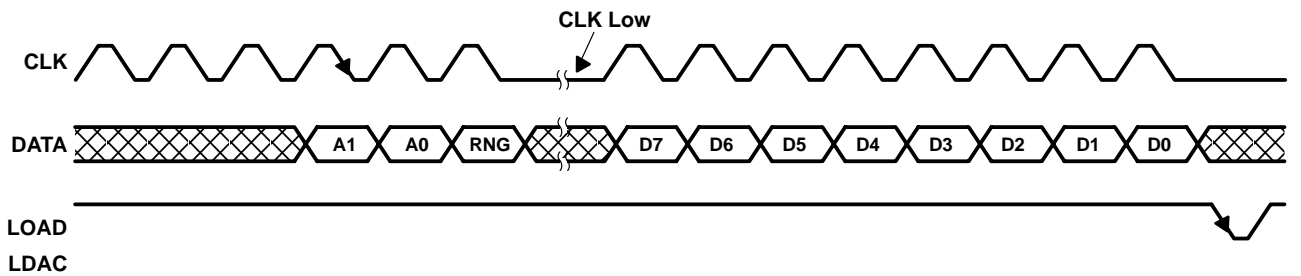 CLK Low
CLK
DATA A1 A0 RNG D7 D6 D5 D4 D3 D2 D1 D0
LOAD
LDAC